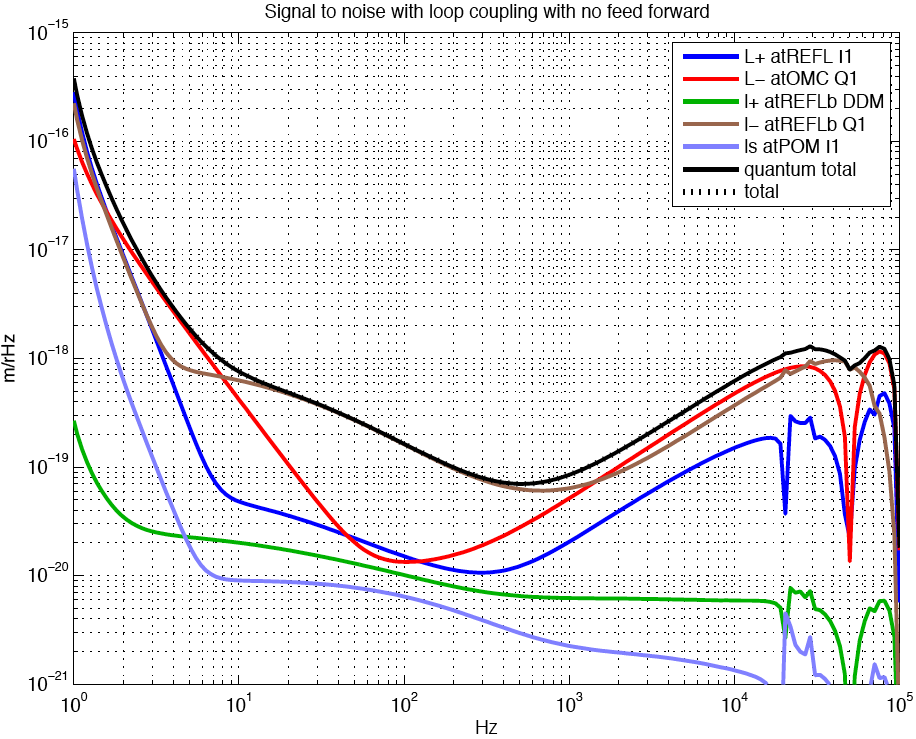 Signal to noise with loop coupling with no feed forward
10⁻¹⁵
10⁻¹⁶
10⁻¹⁷
10⁻¹⁸
10⁻¹⁹
10⁻²⁰
10⁻²¹
m/rHz
L+ atREFL I1
L− atOMC Q1
l+ atREFLb DDM
l− atREFLb Q1
ls atPOM I1
quantum total
total
10⁰ 10¹ 10² 10³ 10⁴ 10⁵
Hz